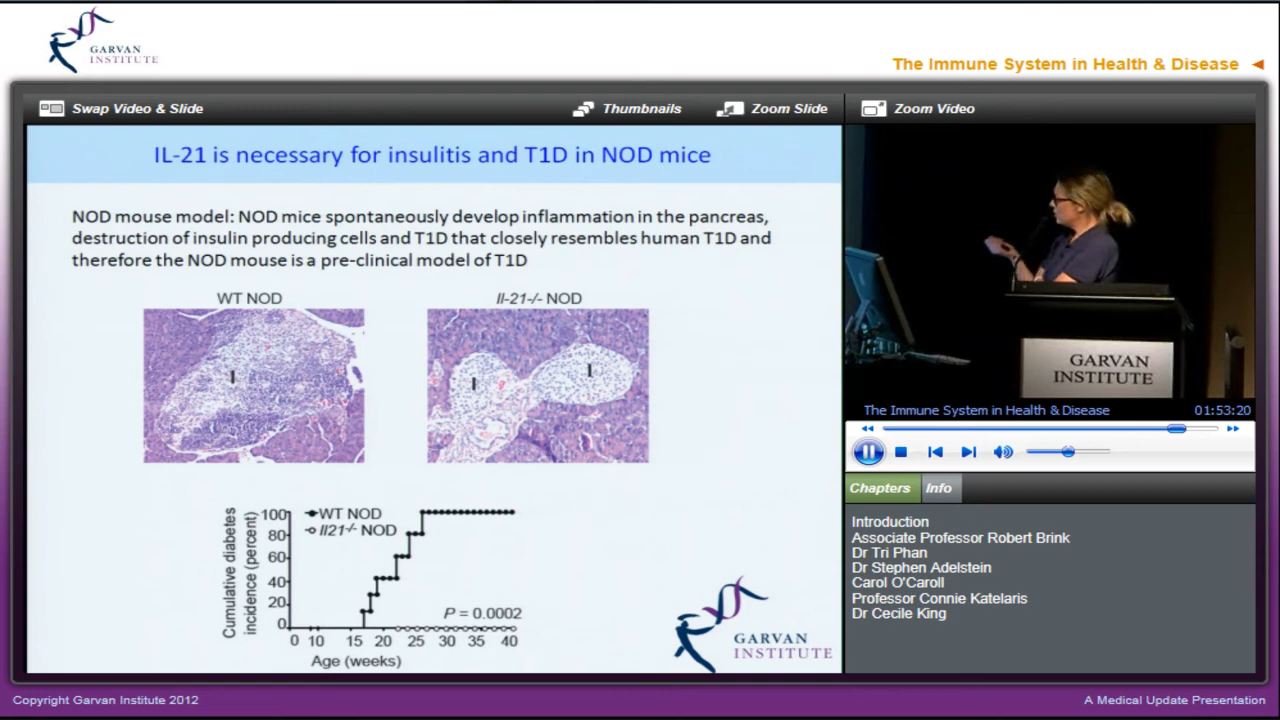 GARVAN
INSTITUTE
The Immune System in Health & Disease
Swap Video & Slide
Thumbnails
Zoom Slide
Zoom Video
IL-21 is necessary for insulitis and T1D in NOD mice
NOD mouse model: NOD mice spontaneously develop inflammation in the pancreas,
destruction of insulin producing cells and T1D that closely resembles human T1D and
therefore the NOD mouse is a pre-clinical model of T1D
WT NOD
Il-21-/- NOD
I
I
I
Cumulative diabetes
incidence (percent)
100
80
60
40
20
0
WT NOD
Il21-/- NOD
P = 0.0002
0 10 15 20 25 30 35 40
Age (weeks)
GARVAN
INSTITUTE
GARVAN
INSTITUTE
The Immune System in Health & Disease
01:53:20
Chapters
Info
Introduction
Associate Professor Robert Brink
Dr Tri Phan
Dr Stephen Adelstein
Carol O'Caroll
Professor Connie Katelaris
Dr Cecile King
Copyright Garvan Institute 2012
A Medical Update Presentation